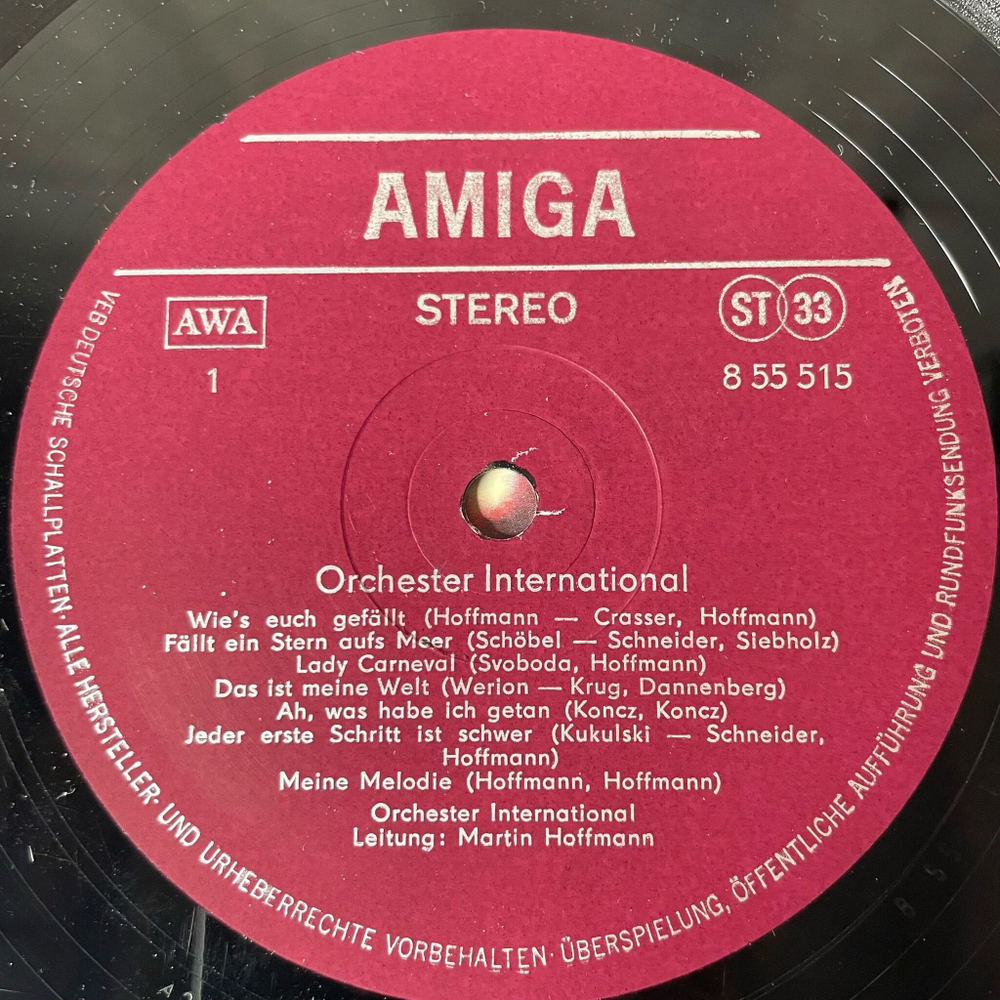 AMIGA
STEREO
AWA
ST 33
1
8 55 515
Orchester International
Wie's euch gefällt (Hoffmann — Crasser, Hoffmann)
Fällt ein Stern aufs Meer (Schöbel — Schneider, Siebholz)
Lady Carneval (Svoboda, Hoffmann)
Das ist meine Welt (Werion — Krug, Dannenberg)
Ah, was habe ich getan (Koncz, Koncz)
Jeder erste Schritt ist schwer (Kukulski — Schneider,
Hoffmann)
Meine Melodie (Hoffmann, Hoffmann)
Orchester International
Leitung: Martin Hoffmann
VEB DEUTSCHE SCHALLPLATTEN · ALLE HERSTELLER- UND URHEBERRECHTE VORBEHALTEN · ÜBERSPIELUNG, ÖFFENTLICHE AUFFÜHRUNG UND RUNDFUNKSENDUNG VERBOTEN